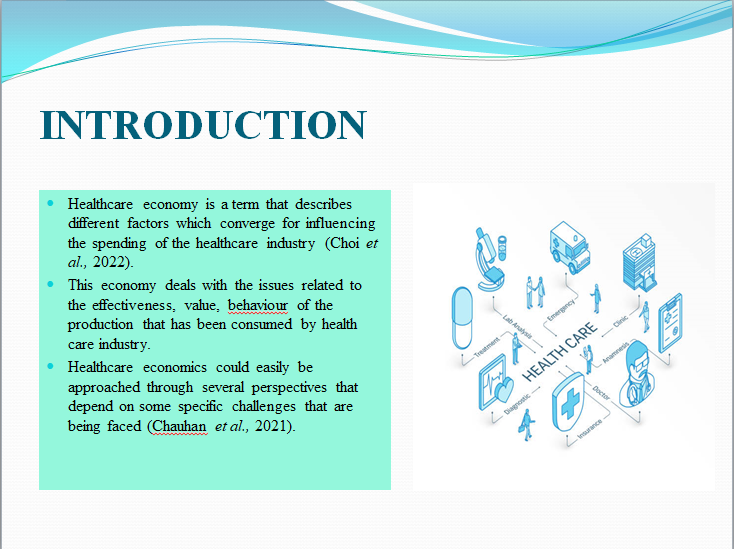 INTRODUCTION
Healthcare economy is a term that describes
different factors which converge for influencing
the spending of the healthcare industry (Choi et
al., 2022).
This economy deals with the issues related to
the effectiveness, value, behaviour of the
production that has been consumed by health
care industry.
Healthcare economics could easily be
approached through several perspectives that
depend on some specific challenges that are
being faced (Chauhan et al., 2021).
Lab Analysis
Emergency
Clinic
Treatment
HEALTH CARE
Anamnesis
Diagnostic
Doctor
Insurance